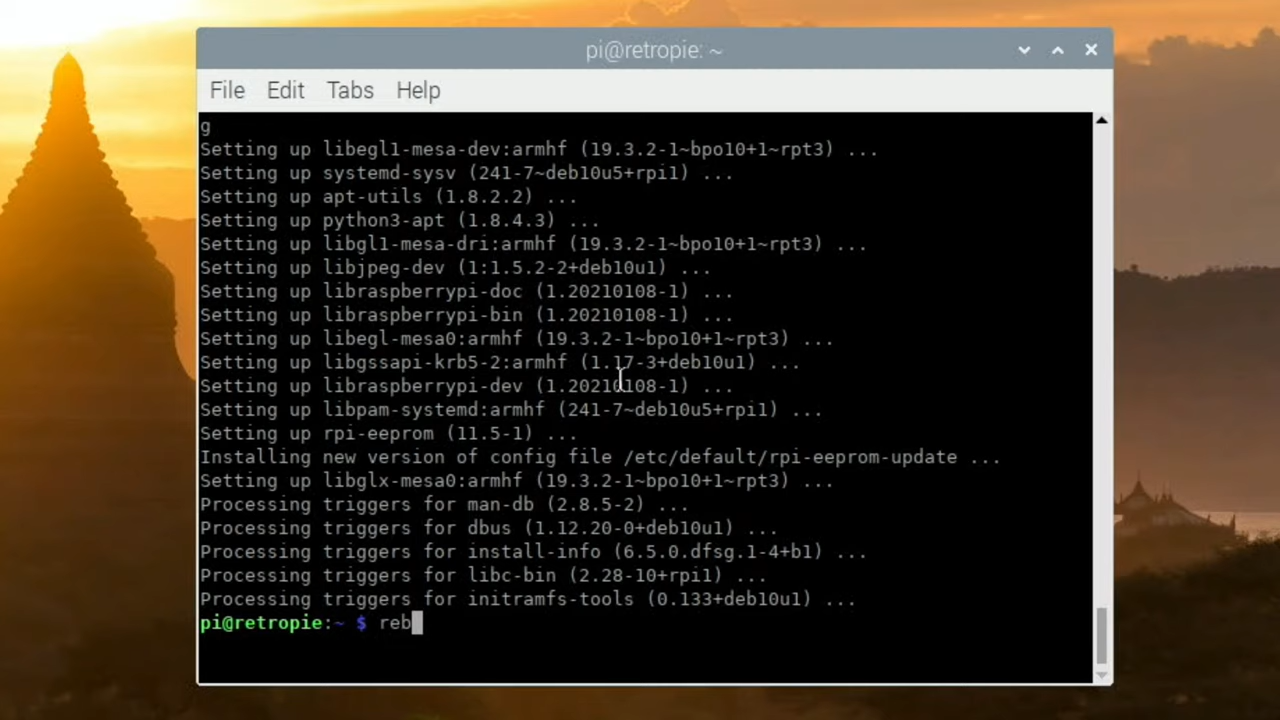 pi@retropie: ~
File Edit Tabs Help
g
Setting up libegl1-mesa-dev:armhf (19.3.2-1~bpo10+1~rpt3) ...
Setting up systemd-sysv (241-7~deb10u5+rpi1) ...
Setting up apt-utils (1.8.2.2) ...
Setting up python3-apt (1.8.4.3) ...
Setting up libgl1-mesa-dri:armhf (19.3.2-1~bpo10+1~rpt3) ...
Setting up libjpeg-dev (1:1.5.2-2+deb10u1) ...
Setting up libraspberrypi-doc (1.20210108-1) ...
Setting up libraspberrypi-bin (1.20210108-1) ...
Setting up libegl-mesa0:armhf (19.3.2-1~bpo10+1~rpt3) ...
Setting up libgssapi-krb5-2:armhf (1.17-3+deb10u1) ...
Setting up libraspberrypi-dev (1.20210108-1) ...
Setting up libpam-systemd:armhf (241-7~deb10u5+rpi1) ...
Setting up rpi-eeprom (11.5-1) ...
Installing new version of config file /etc/default/rpi-eeprom-update ...
Setting up libglx-mesa0:armhf (19.3.2-1~bpo10+1~rpt3) ...
Processing triggers for man-db (2.8.5-2) ...
Processing triggers for dbus (1.12.20-0+deb10u1) ...
Processing triggers for install-info (6.5.0.dfsg.1-4+b1) ...
Processing triggers for libc-bin (2.28-10+rpi1) ...
Processing triggers for initramfs-tools (0.133+deb10u1) ...
pi@retropie:~ $ reb